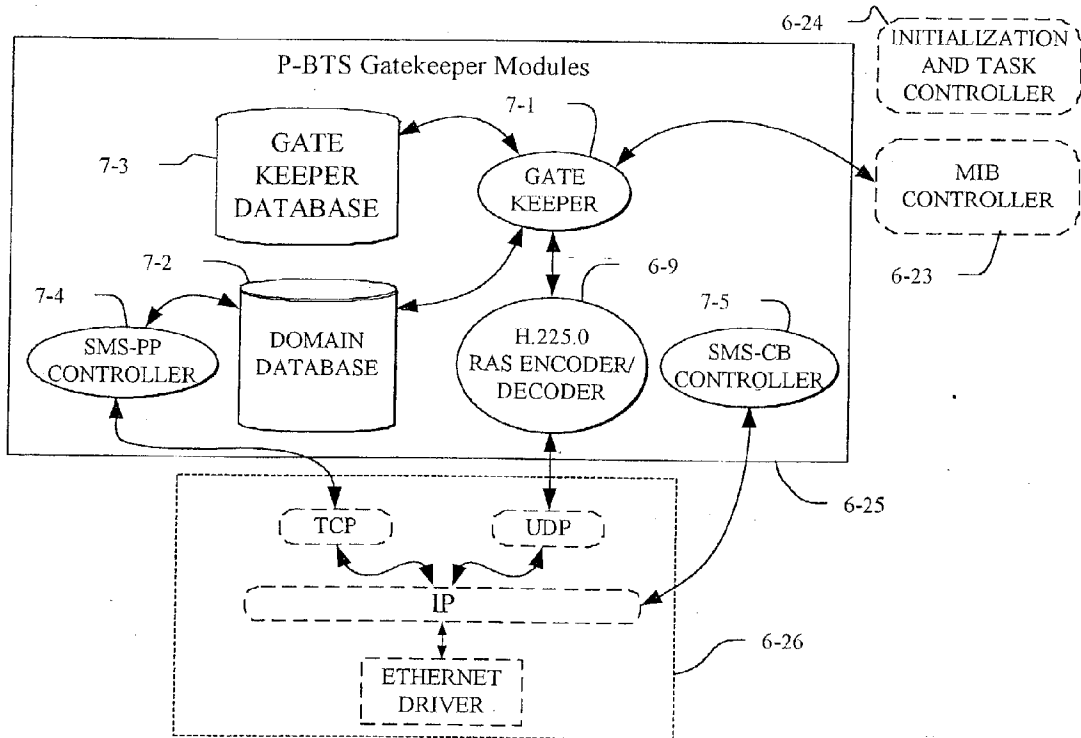 6-24
INITIALIZATION
AND TASK
CONTROLLER
P-BTS Gatekeeper Modules
7-1
7-3
GATE
KEEPER
DATABASE
GATE
KEEPER
MIB
CONTROLLER
6-23
7-2
6-9
7-4
7-5
DOMAIN
DATABASE
SMS-PP
CONTROLLER
H.225.0
RAS ENCODER/
DECODER
SMS-CB
CONTROLLER
6-25
TCP
UDP
IP
6-26
ETHERNET
DRIVER